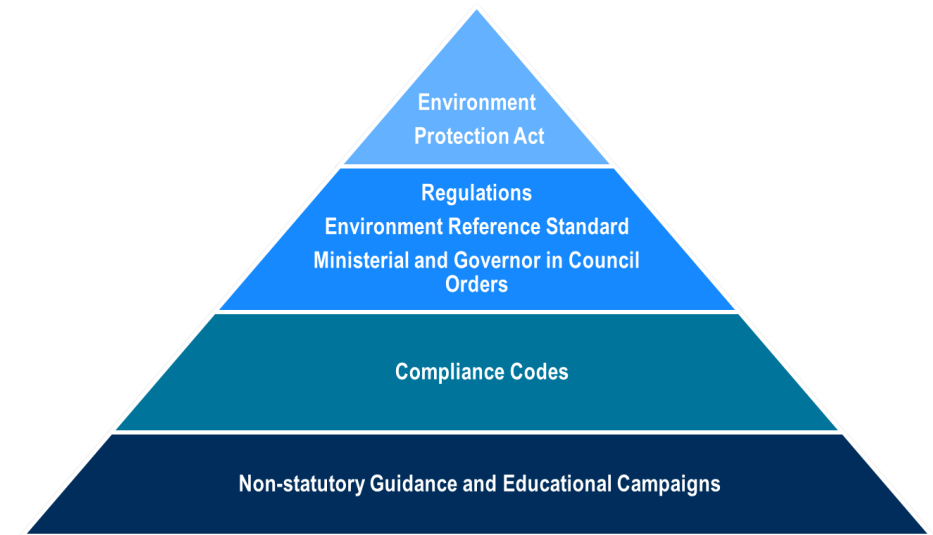 Environment
Protection Act
Regulations
Environment Reference Standard
Ministerial and Governor in Council
Orders
Compliance Codes
Non-statutory Guidance and Educational Campaigns